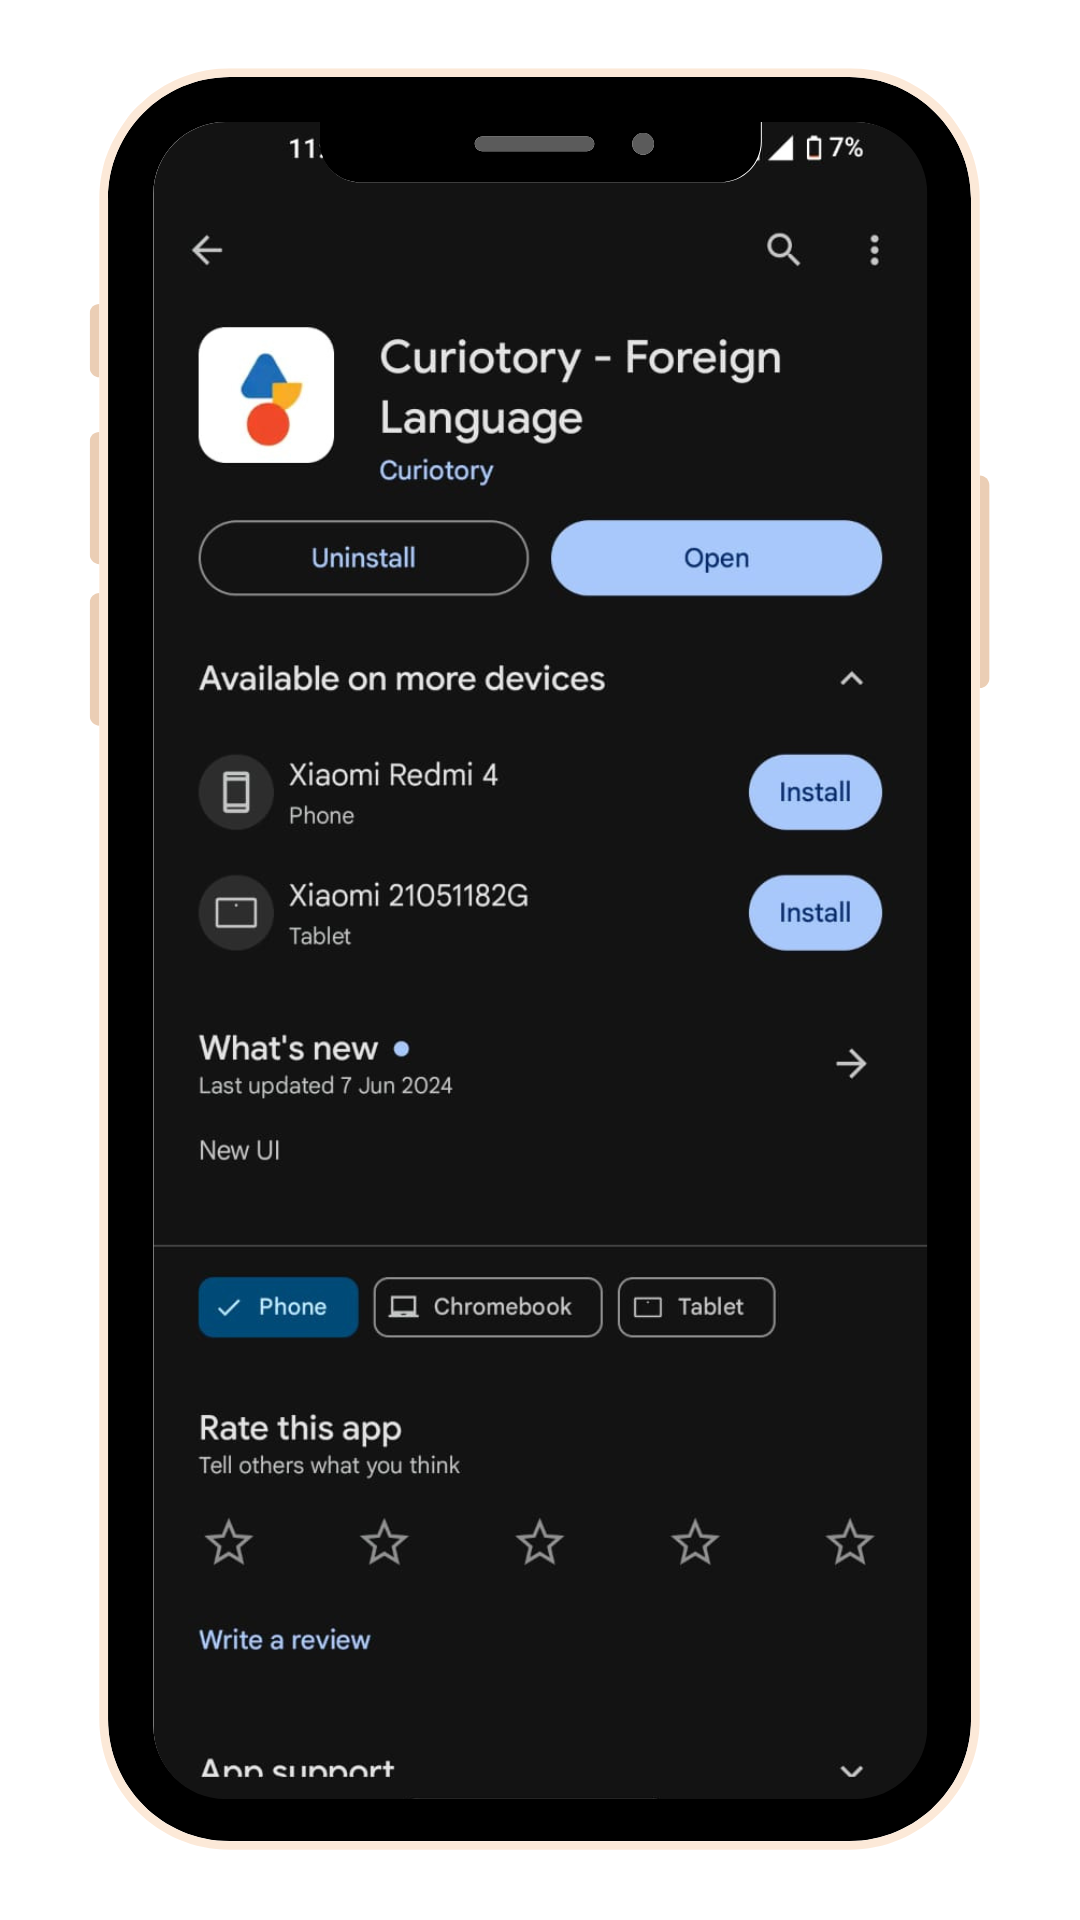 7%
Curiotory - Foreign
Language
Curiotory
Uninstall
Open
Available on more devices
Xiaomi Redmi 4
Phone
Install
Xiaomi 21051182G
Tablet
Install
What's new
Last updated 7 Jun 2024
New UI
Phone
Chromebook
Tablet
Rate this app
Tell others what you think
Write a review
App support